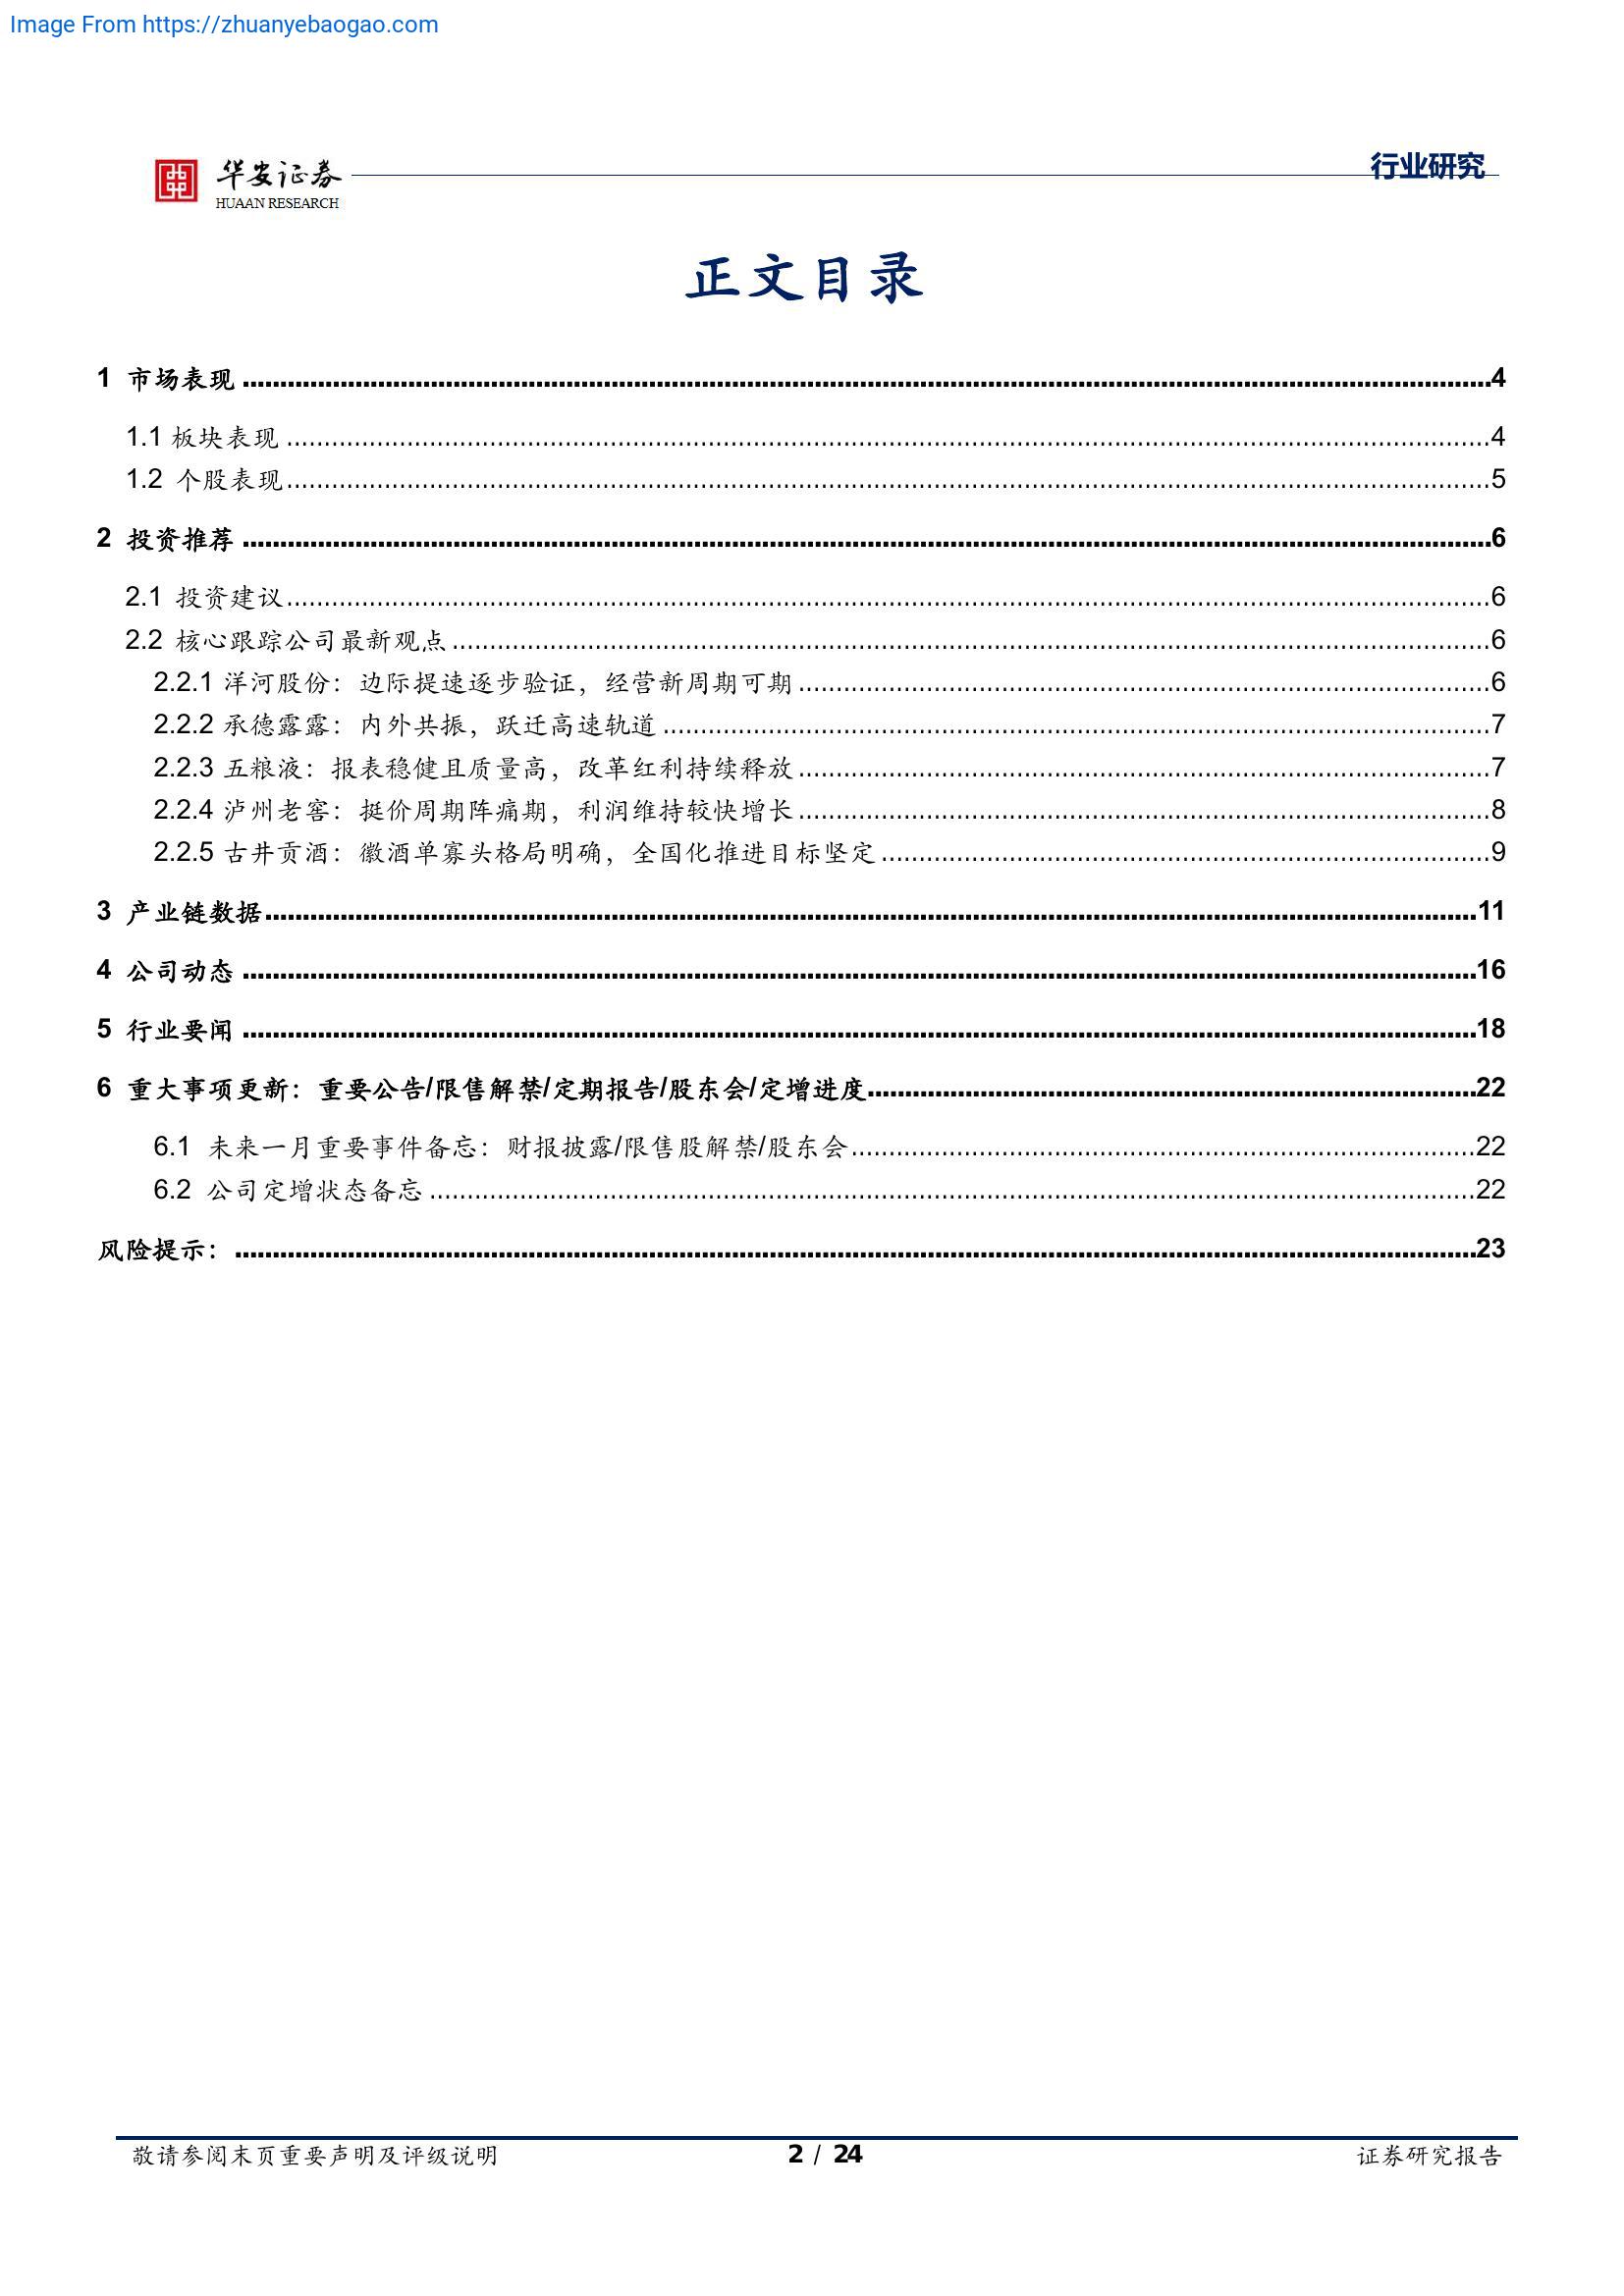 Image From https://zhuanyebaogao.com
华安证券
HUAAN RESEARCH
行业研究
正文目录
1 市场表现 ........ 4
1.1 板块表现 ........ 4
1.2 个股表现 ........ 5
2 投资推荐 ........ 6
2.1 投资建议 ........ 6
2.2 核心跟踪公司最新观点 ........ 6
2.2.1 洋河股份：边际提速逐步验证，经营新周期可期 ........ 6
2.2.2 承德露露：内外共振，跃迁高速轨道 ........ 7
2.2.3 五粮液：报表稳健且质量高，改革红利持续释放 ........ 7
2.2.4 泸州老窖：挺价周期阵痛期，利润维持较快增长 ........ 8
2.2.5 古井贡酒：徽酒单寡头格局明确，全国化推进目标坚定 ........ 9
3 产业链数据 ........ 11
4 公司动态 ........ 16
5 行业要闻 ........ 18
6 重大事项更新：重要公告/限售解禁/定期报告/股东会/定增进度 ........ 22
6.1 未来一月重要事件备忘：财报披露/限售股解禁/股东会 ........ 22
6.2 公司定增状态备忘 ........ 22
风险提示： ........ 23
敬请参阅末页重要声明及评级说明
2 / 24
证券研究报告